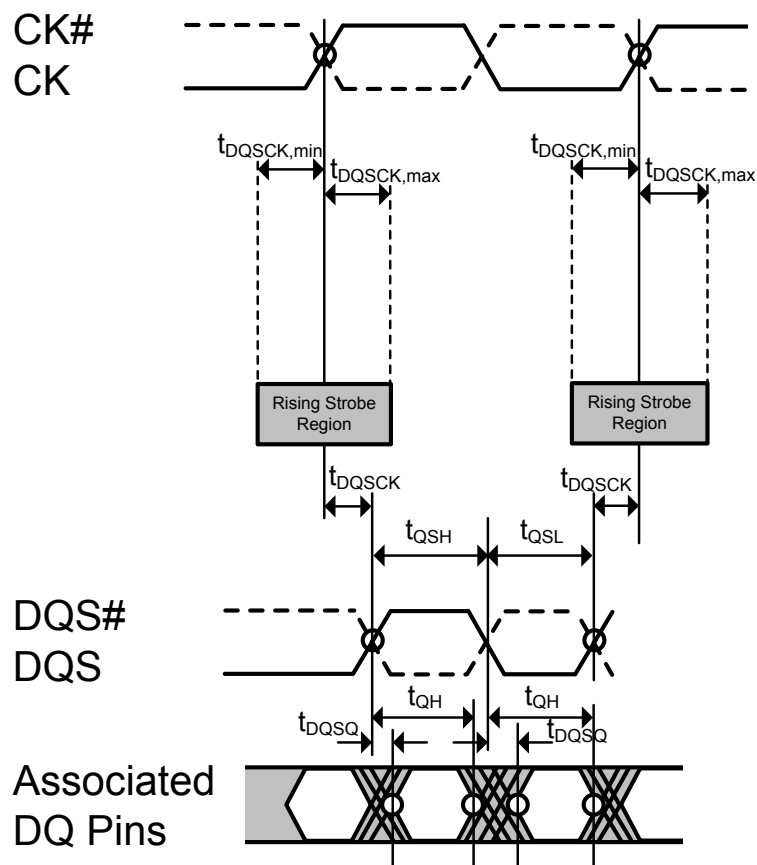 CK#
CK
tDQSCK,min
tDQSCK,max
tDQSCK,min
tDQSCK,max
Rising Strobe
Region
Rising Strobe
Region
tDQSCK
tDQSCK
tQSH
tQSL
DQS#
DQS
tQH
tQH
tDQSQ
tDQSQ
Associated
DQ Pins